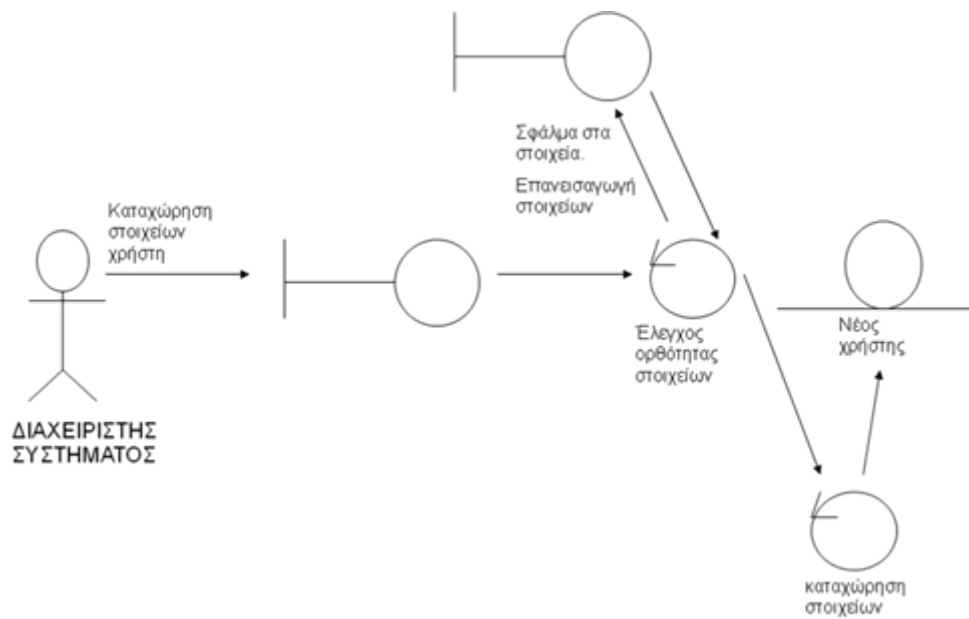 Σφάλμα στα
στοιχεία.
Επανεισαγωγή
στοιχείων
Καταχώρηση
στοιχείων
χρήστη
Έλεγχος
ορθότητας
στοιχείων
Νέος
χρήστης
ΔΙΑΧΕΙΡΙΣΤΗΣ
ΣΥΣΤΗΜΑΤΟΣ
καταχώρηση
στοιχείων